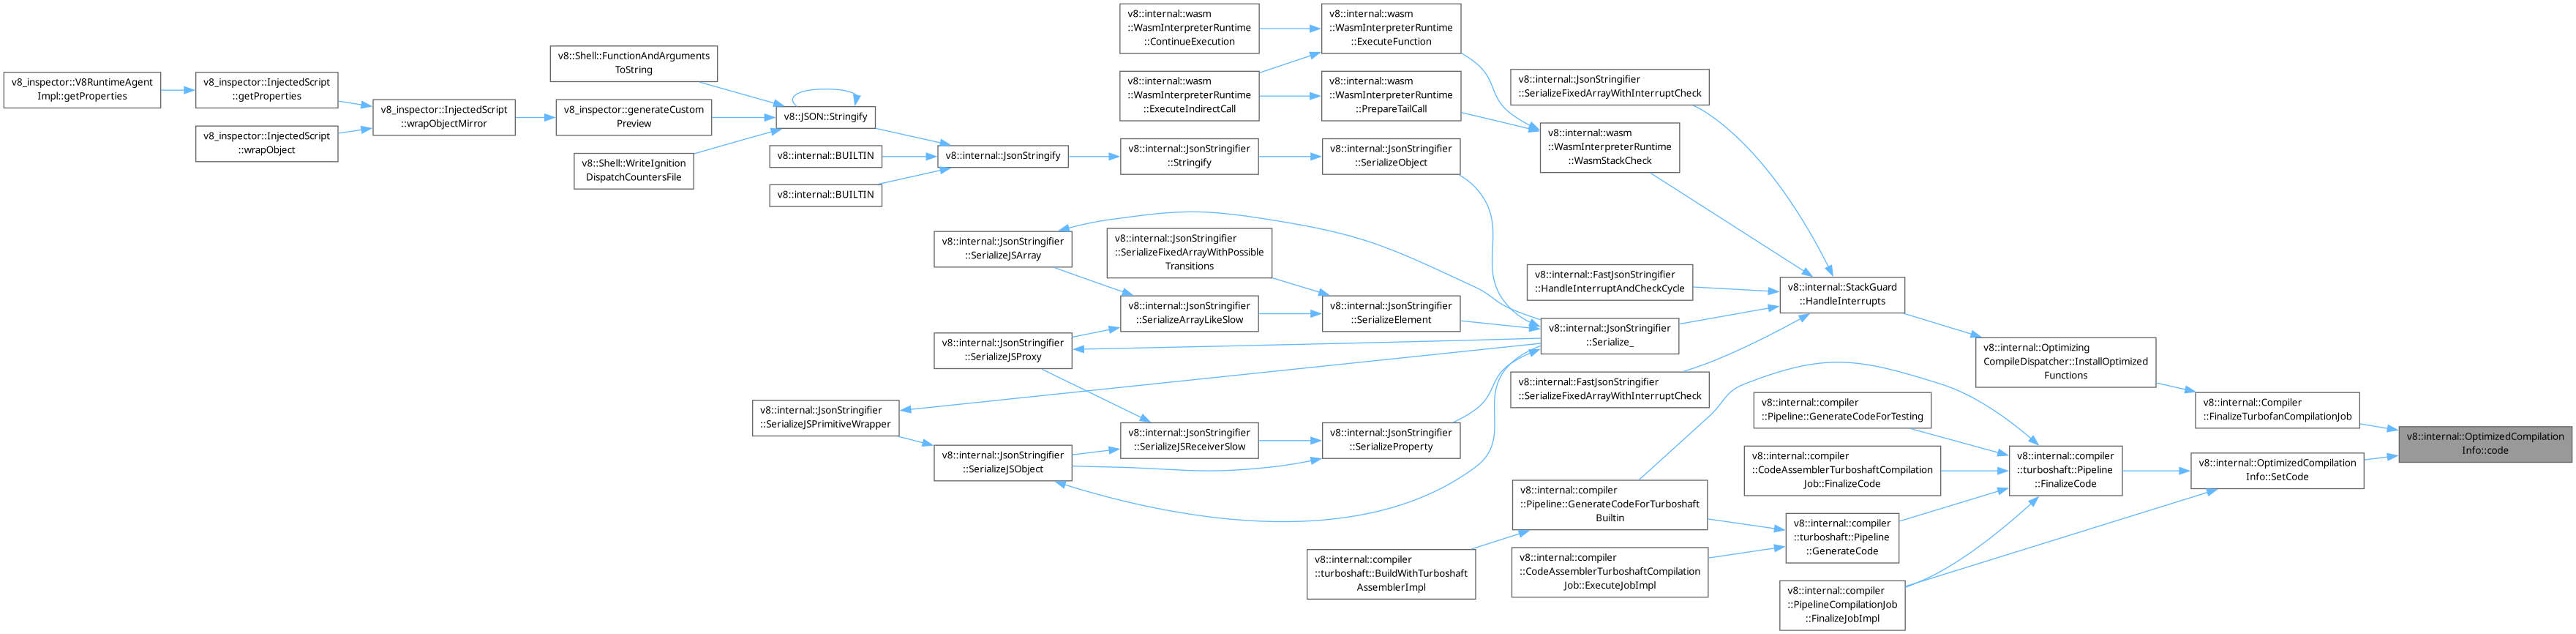 v8_inspector::V8RuntimeAgent
Impl::getProperties
v8_inspector::InjectedScript
::getProperties
v8_inspector::InjectedScript
::wrapObject
v8_inspector::InjectedScript
::wrapObjectMirror
v8::Shell::FunctionAndArguments
ToString
v8_inspector::generateCustom
Preview
v8::Shell::WriteIgnition
DispatchCountersFile
v8::JSON::Stringify
v8::internal::BUILTIN
v8::internal::BUILTIN
v8::internal::JsonStringify
v8::internal::wasm
::WasmInterpreterRuntime
::ContinueExecution
v8::internal::wasm
::WasmInterpreterRuntime
::ExecuteIndirectCall
v8::internal::JsonStringifier
::Stringify
v8::internal::wasm
::WasmInterpreterRuntime
::ExecuteFunction
v8::internal::wasm
::WasmInterpreterRuntime
::PrepareTailCall
v8::internal::JsonStringifier
::SerializeObject
v8::internal::JsonStringifier
::SerializeFixedArrayWithInterruptCheck
v8::internal::wasm
::WasmInterpreterRuntime
::WasmStackCheck
v8::internal::JsonStringifier
::SerializeJSArray
v8::internal::JsonStringifier
::SerializeFixedArrayWithPossible
Transitions
v8::internal::JsonStringifier
::SerializeArrayLikeSlow
v8::internal::JsonStringifier
::SerializeElement
v8::internal::JsonStringifier
::SerializeJSProxy
v8::internal::JsonStringifier
::SerializeJSPrimitiveWrapper
v8::internal::JsonStringifier
::SerializeJSObject
v8::internal::JsonStringifier
::SerializeJSReceiverSlow
v8::internal::JsonStringifier
::SerializeProperty
v8::internal::FastJsonStringifier
::HandleInterruptAndCheckCycle
v8::internal::JsonStringifier
::Serialize_
v8::internal::FastJsonStringifier
::SerializeFixedArrayWithInterruptCheck
v8::internal::StackGuard
::HandleInterrupts
v8::internal::Optimizing
CompileDispatcher::InstallOptimized
Functions
v8::internal::Compiler
::FinalizeTurbofanCompilationJob
v8::internal::OptimizedCompilation
Info::code
v8::internal::OptimizedCompilation
Info::SetCode
v8::internal::compiler
::turboshaft::Pipeline
::FinalizeCode
v8::internal::compiler
::Pipeline::GenerateCodeForTesting
v8::internal::compiler
::CodeAssemblerTurboshaftCompilation
Job::FinalizeCode
v8::internal::compiler
::turboshaft::Pipeline
::GenerateCode
v8::internal::compiler
::PipelineCompilationJob
::FinalizeJobImpl
v8::internal::compiler
::Pipeline::GenerateCodeForTurboshaft
Builtin
v8::internal::compiler
::CodeAssemblerTurboshaftCompilation
Job::ExecuteJobImpl
v8::internal::compiler
::turboshaft::BuildWithTurboshaft
AssemblerImpl